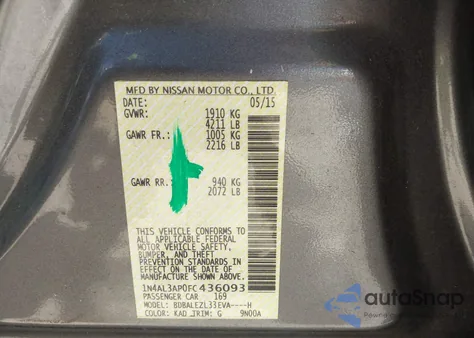 MFD BY NISSAN MOTOR CO., LTD.
DATE: 05/15
GVWR: 1910 KG
4211 LB
GAWR FR.: 1005 KG
2216 LB
GAWR RR.: 940 KG
2072 LB
THIS VEHICLE CONFORMS TO
ALL APPLICABLE FEDERAL
MOTOR VEHICLE SAFETY,
BUMPER, AND THEFT
PREVENTION STANDARDS IN
EFFECT ON THE DATE OF
MANUFACTURE SHOWN ABOVE.
1N4AL3AP0FC436093
PASSENGER CAR 169
MODEL: BDBALEZL33EVA----H
COLOR: KAD TRIM: G 9N00A
autoSnap